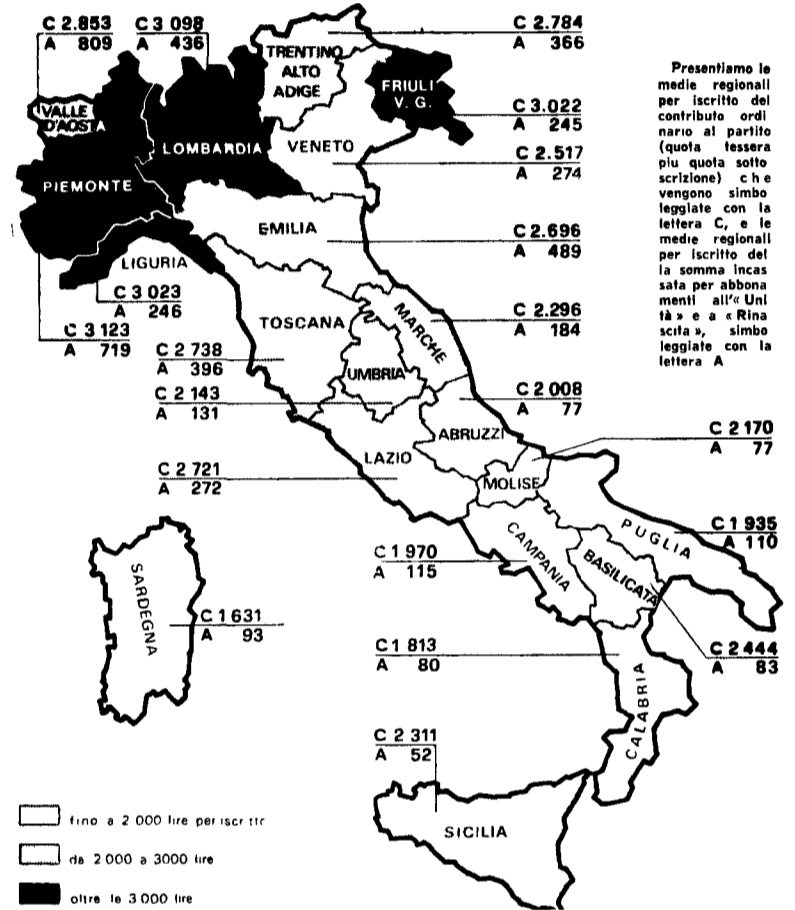 C 2.853
A 809
C 3 098
A 436
C 2.784
A 366
TRENTINO
ALTO
ADIGE
FRIULI
V. G.
VALLE
D'AOSTA
C 3.022
A 245
LOMBARDIA
VENETO
C 2.517
A 274
PIEMONTE
EMILIA
C 2.696
A 489
LIGURIA
C 3 023
A 246
C 3 123
A 719
TOSCANA
MARCHE
C 2.296
A 184
C 2 738
A 396
UMBRIA
C 2 143
A 131
C 2 008
A 77
ABRUZZI
C 2 170
A 77
LAZIO
C 2 721
A 272
MOLISE
PUGLIA
C 1 935
A 110
CAMPANIA
C 1 970
A 115
BASILICATA
SARDEGNA
C 1 631
A 93
C 1 813
A 80
C 2 444
A 83
CALABRIA
C 2 311
A 52
SICILIA
Presentiamo le
medie regionali
per iscritto del
contributo ordi
nario al partito
(quota tessera
piu quota sotto
scrizione) che
vengono simbo
leggiate con la
lettera C, e le
medie regionali
per iscritto del
la somma incas
sata per abbona
menti all'« Uni
tà » e a « Rina
scita », simbo
leggiate con la
lettera A
fino a 2 000 lire per
da 2 000 a 3000 lire
oltre le 3 000 lire